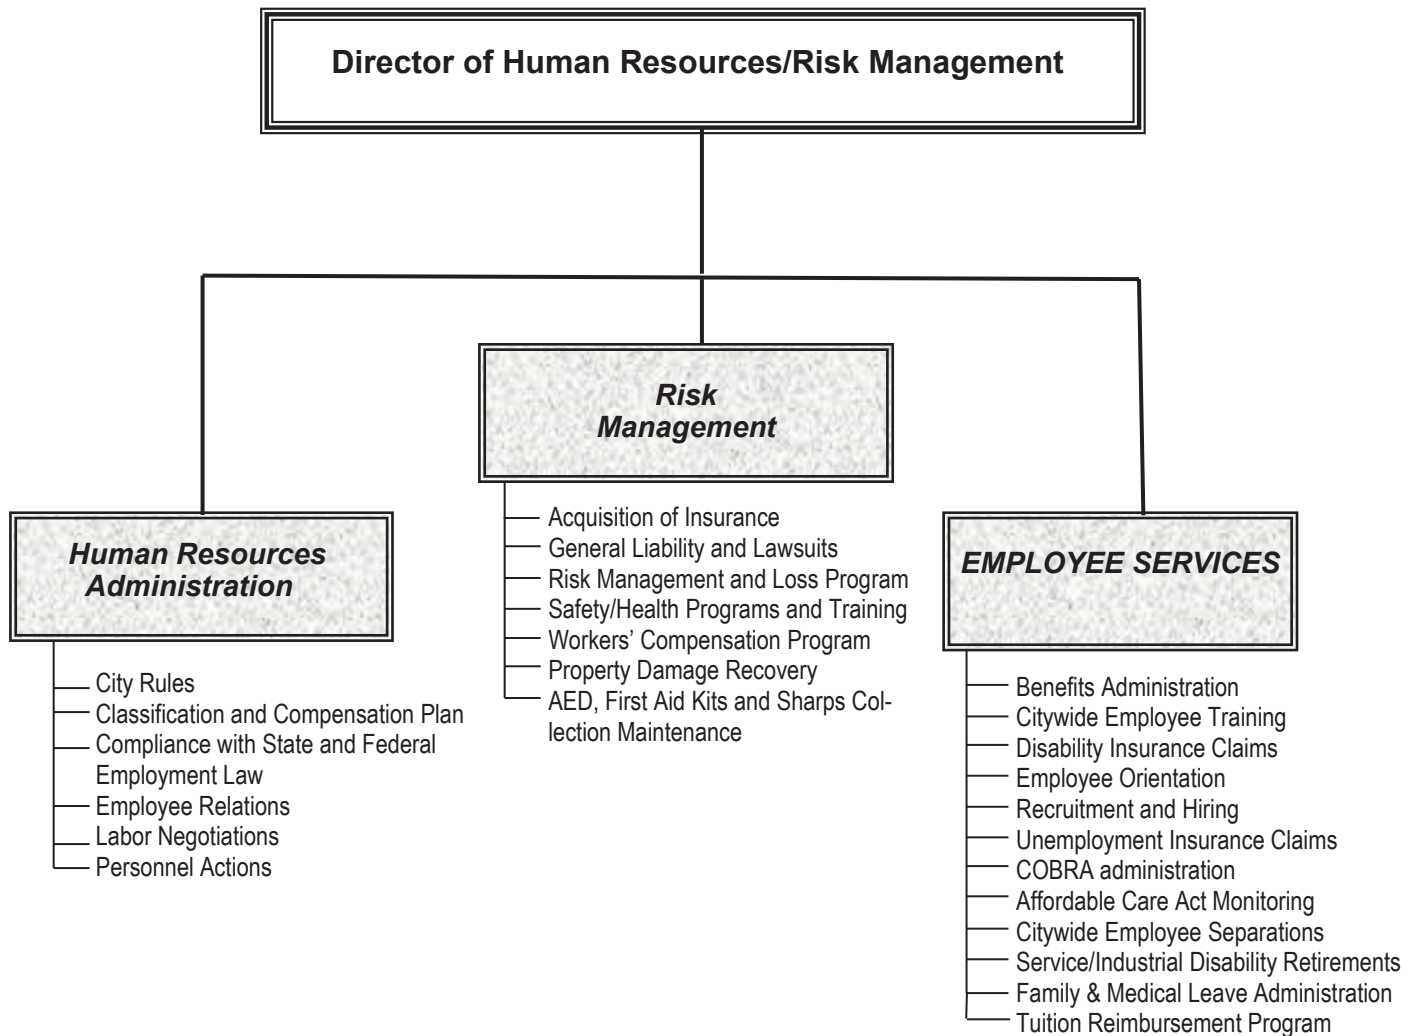 Director of Human Resources/Risk Management
Risk
Management
Acquisition of Insurance
General Liability and Lawsuits
Risk Management and Loss Program
Safety/Health Programs and Training
Workers’ Compensation Program
Property Damage Recovery
AED, First Aid Kits and Sharps Col-
lection Maintenance
Human Resources
Administration
City Rules
Classification and Compensation Plan
Compliance with State and Federal
Employment Law
Employee Relations
Labor Negotiations
Personnel Actions
EMPLOYEE SERVICES
Benefits Administration
Citywide Employee Training
Disability Insurance Claims
Employee Orientation
Recruitment and Hiring
Unemployment Insurance Claims
COBRA administration
Affordable Care Act Monitoring
Citywide Employee Separations
Service/Industrial Disability Retirements
Family & Medical Leave Administration
Tuition Reimbursement Program